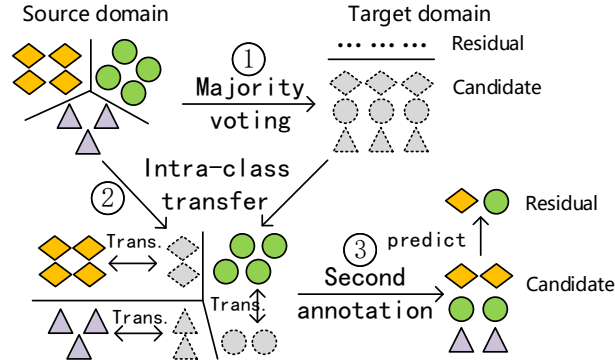 Source domain
Target domain
... ... ...
Residual
①
Majority
voting
Candidate
②
Intra-class
transfer
Trans.
Trans.
Trans.
③
Second
annotation
predict
Residual
Candidate